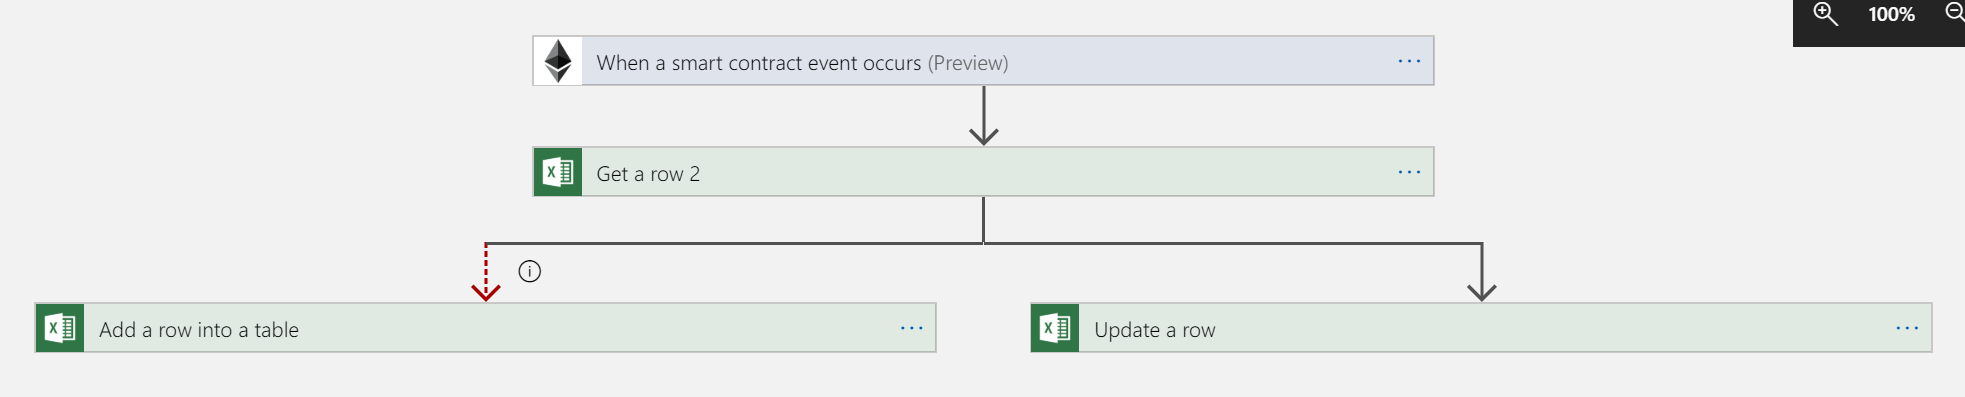 100%
When a smart contract event occurs (Preview)
Get a row 2
Add a row into a table
Update a row